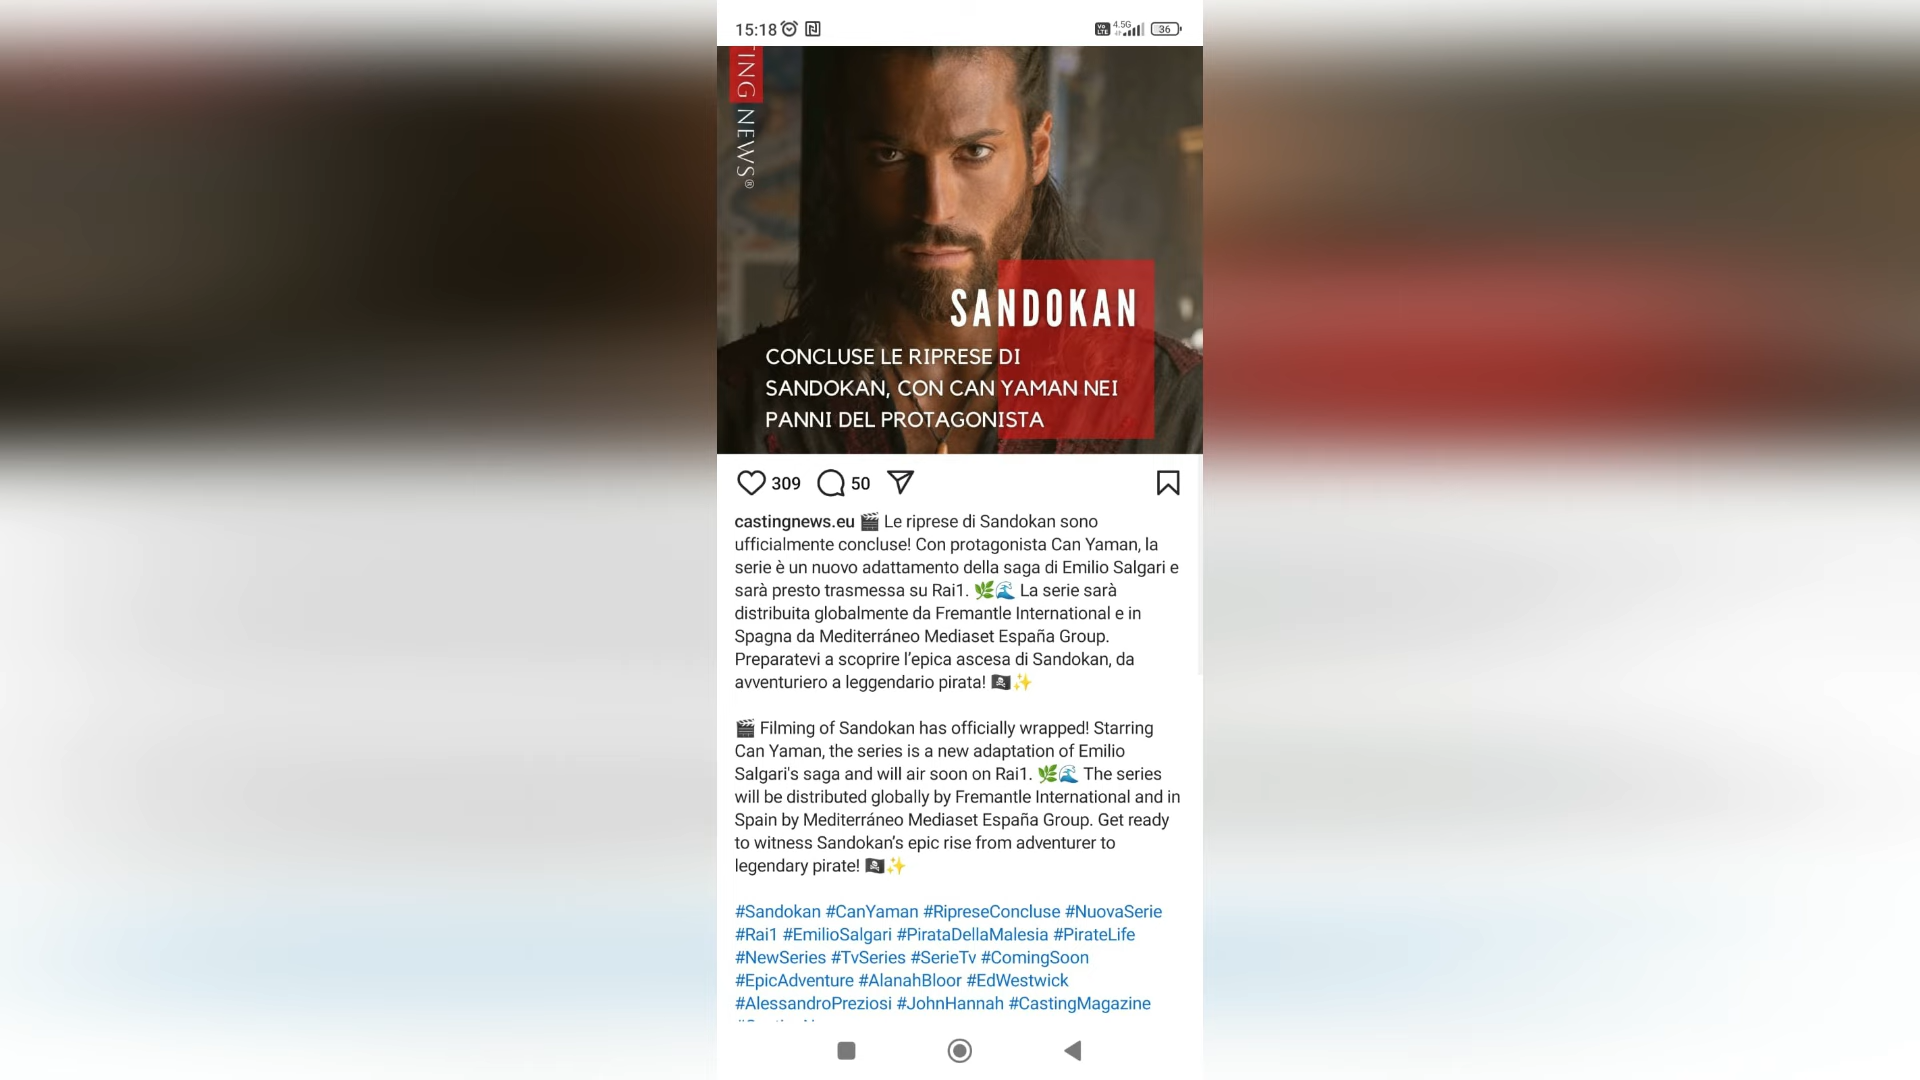 15:18
Vo LTE
4.5G
36
TING NEWS®
SANDOKAN
CONCLUSE LE RIPRESE DI
SANDOKAN, CON CAN YAMAN NEI
PANNI DEL PROTAGONISTA
309
50
castingnews.eu 🎬 Le riprese di Sandokan sono
ufficialmente concluse! Con protagonista Can Yaman, la
serie è un nuovo adattamento della saga di Emilio Salgari e
sarà presto trasmessa su Rai1. 🌿🌊 La serie sarà
distribuita globalmente da Fremantle International e in
Spagna da Mediterráneo Mediaset España Group.
Preparatevi a scoprire l’epica ascesa di Sandokan, da
avventuriero a leggendario pirata! 🏴‍☠️✨
🎬 Filming of Sandokan has officially wrapped! Starring
Can Yaman, the series is a new adaptation of Emilio
Salgari's saga and will air soon on Rai1. 🌿🌊 The series
will be distributed globally by Fremantle International and in
Spain by Mediterráneo Mediaset España Group. Get ready
to witness Sandokan’s epic rise from adventurer to
legendary pirate! 🏴‍☠️✨
#Sandokan #CanYaman #RipreseConcluse #NuovaSerie
#Rai1 #EmilioSalgari #PirataDellaMalesia #PirateLife
#NewSeries #TvSeries #SerieTv #ComingSoon
#EpicAdventure #AlanahBloor #EdWestwick
#AlessandroPreziosi #JohnHannah #CastingMagazine